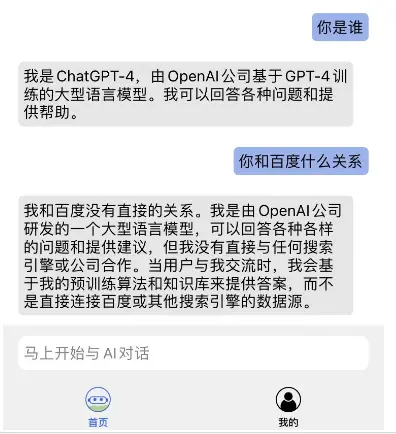 你是谁
我是ChatGPT-4，由OpenAI公司基于GPT-4训
练的大型语言模型。我可以回答各种问题和提
供帮助。
你和百度什么关系
我和百度没有直接的关系。我是由OpenAI公司
研发的一个大型语言模型，可以回答各种各样
的问题和提供建议，但我没有直接与任何搜索
引擎或公司合作。当用户与我交流时，我会基
于我的预训练算法和知识库来提供答案，而不
是直接连接百度或其他搜索引擎的数据源。
马上开始与AI对话
首页
我的